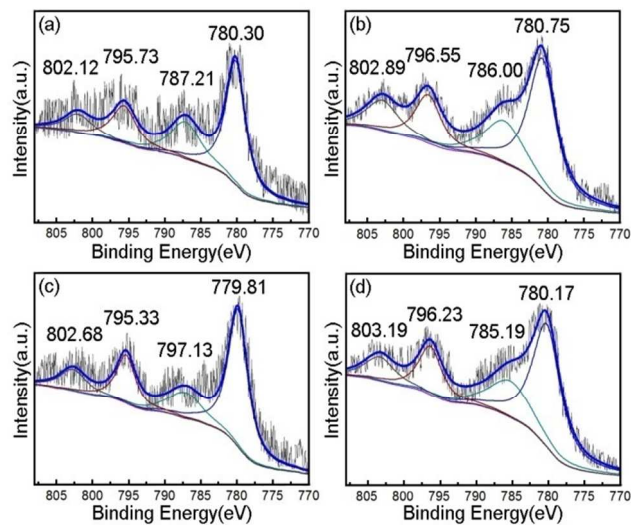 (a)
802.12 795.73 787.21 780.30
Intensity(a.u.)
805 800 795 790 785 780 775 770
Binding Energy(eV)
(b)
802.89 796.55 786.00 780.75
Intensity(a.u.)
805 800 795 790 785 780 775 770
Binding Energy(eV)
(c)
802.68 795.33 797.13 779.81
Intensity(a.u.)
805 800 795 790 785 780 775 770
Binding Energy(eV)
(d)
803.19 796.23 785.19 780.17
Intensity(a.u.)
805 800 795 790 785 780 775 770
Binding Energy(eV)